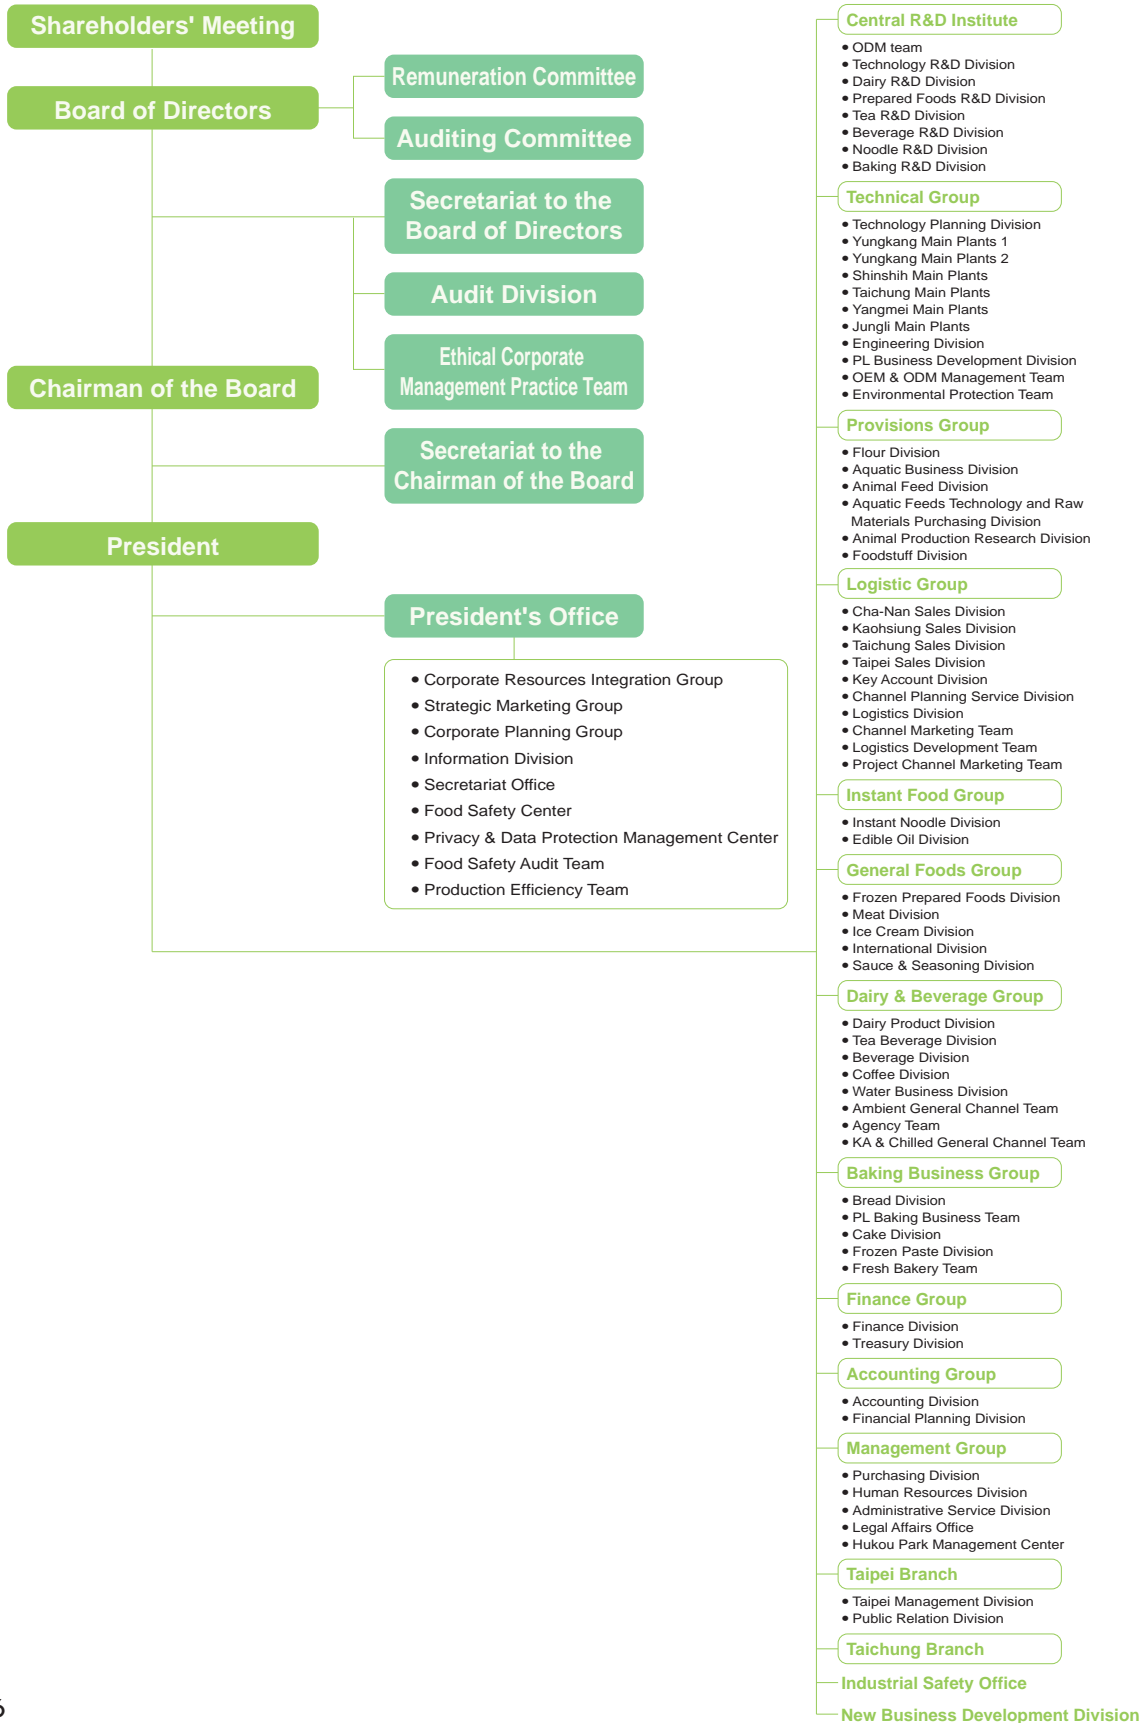 Shareholders' Meeting
Board of Directors
Remuneration Committee
Auditing Committee
Secretariat to the
Board of Directors
Audit Division
Ethical Corporate
Management Practice Team
Chairman of the Board
Secretariat to the
Chairman of the Board
President
President's Office
• Corporate Resources Integration Group
• Strategic Marketing Group
• Corporate Planning Group
• Information Division
• Secretariat Office
• Food Safety Center
• Privacy & Data Protection Management Center
• Food Safety Audit Team
• Production Efficiency Team
Central R&D Institute
• ODM team
• Technology R&D Division
• Dairy R&D Division
• Prepared Foods R&D Division
• Tea R&D Division
• Beverage R&D Division
• Noodle R&D Division
• Baking R&D Division
Technical Group
• Technology Planning Division
• Yungkang Main Plants 1
• Yungkang Main Plants 2
• Shinshih Main Plants
• Taichung Main Plants
• Yangmei Main Plants
• Jungli Main Plants
• Engineering Division
• PL Business Development Division
• OEM & ODM Management Team
• Environmental Protection Team
Provisions Group
• Flour Division
• Aquatic Business Division
• Animal Feed Division
• Aquatic Feeds Technology and Raw
Materials Purchasing Division
• Animal Production Research Division
• Foodstuff Division
Logistic Group
• Cha-Nan Sales Division
• Kaohsiung Sales Division
• Taichung Sales Division
• Taipei Sales Division
• Key Account Division
• Channel Planning Service Division
• Logistics Division
• Channel Marketing Team
• Logistics Development Team
• Project Channel Marketing Team
Instant Food Group
• Instant Noodle Division
• Edible Oil Division
General Foods Group
• Frozen Prepared Foods Division
• Meat Division
• Ice Cream Division
• International Division
• Sauce & Seasoning Division
Dairy & Beverage Group
• Dairy Product Division
• Tea Beverage Division
• Beverage Division
• Coffee Division
• Water Business Division
• Ambient General Channel Team
• Agency Team
• KA & Chilled General Channel Team
Baking Business Group
• Bread Division
• PL Baking Business Team
• Cake Division
• Frozen Paste Division
• Fresh Bakery Team
Finance Group
• Finance Division
• Treasury Division
Accounting Group
• Accounting Division
• Financial Planning Division
Management Group
• Purchasing Division
• Human Resources Division
• Administrative Service Division
• Legal Affairs Office
• Hukou Park Management Center
Taipei Branch
• Taipei Management Division
• Public Relation Division
Taichung Branch
Industrial Safety Office
New Business Development Division